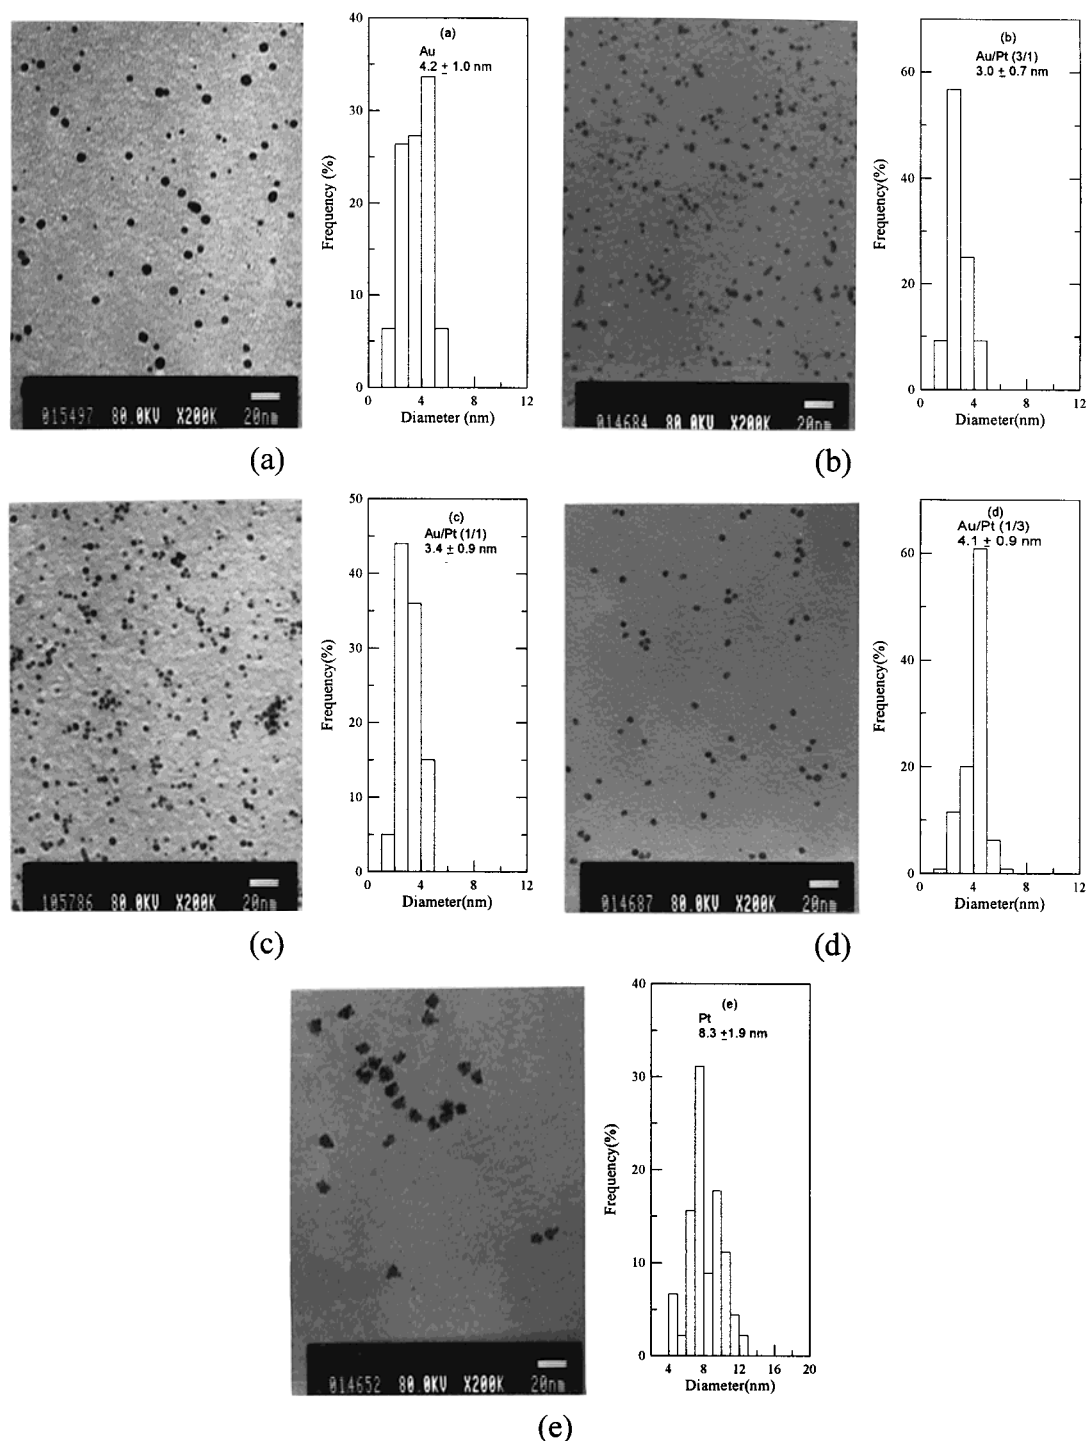 40
(a)
Au
4.2 ± 1.0 nm
30
20
10
0
Frequency (%)
0 4 8 12
Diameter (nm)
015497 80.0KV X200K 20nm
(a)
(b)
Au/Pt (3/1)
3.0 ± 0.7 nm
60
40
20
0
Frequency(%)
0 4 8 12
Diameter(nm)
014684 80.0KV X200K 20nm
(b)
50
(c)
Au/Pt (1/1)
3.4 ± 0.9 nm
40
30
20
10
0
Frequency(%)
0 4 8 12
Diameter(nm)
105786 80.0KV X200K 20nm
(c)
(d)
Au/Pt (1/3)
4.1 ± 0.9 nm
60
40
20
0
Frequency(%)
0 4 8 12
Diameter(nm)
014687 80.0KV X200K 20nm
(d)
40
(e)
Pt
8.3 ±1.9 nm
30
20
10
0
Frequency(%)
4 8 12 16 20
Diameter(nm)
014652 80.0KV X200K 20nm
(e)